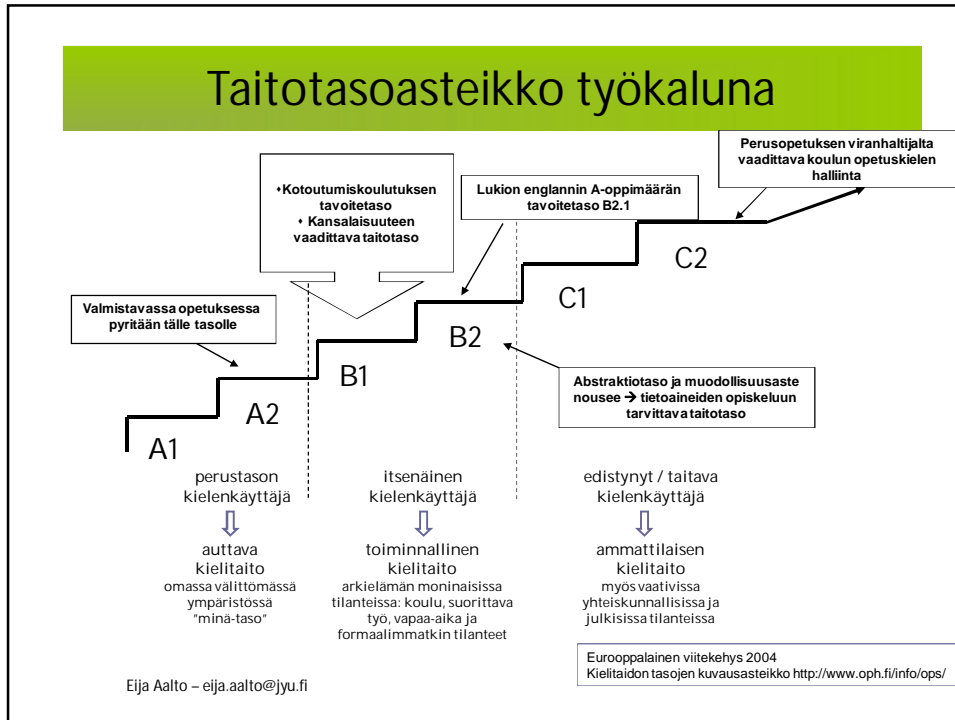 Taitotasoasteikko työkaluna
Perusopetuksen viranhaltijalta
vaadittava koulun opetuskielen
halliinta
⬧Kotoutumiskoulutuksen
tavoitetaso
⬧ Kansalaisuuteen
vaadittava taitotaso
Lukion englannin A-oppimäärän
tavoitetaso B2.1
Valmistavassa opetuksessa
pyritään tälle tasolle
C2
C1
B2
B1
A2
A1
Abstraktiotaso ja muodollisuusaste
nousee → tietoaineiden opiskeluun
tarvittava taitotaso
perustason
kielenkäyttäjä
auttava
kielitaito
omassa välittömässä
ympäristössä
"minä-taso"
itsenäinen
kielenkäyttäjä
toiminnallinen
kielitaito
arkielämän moninaisissa
tilanteissa: koulu, suorittava
työ, vapaa-aika ja
formaalimmatkin tilanteet
edistynyt / taitava
kielenkäyttäjä
ammattilaisen
kielitaito
myös vaativissa
yhteiskunnallisissa ja
julkisissa tilanteissa
Eurooppalainen viitekehys 2004
Kielitaidon tasojen kuvausasteikko http://www.oph.fi/info/ops/
Eija Aalto – eija.aalto@jyu.fi